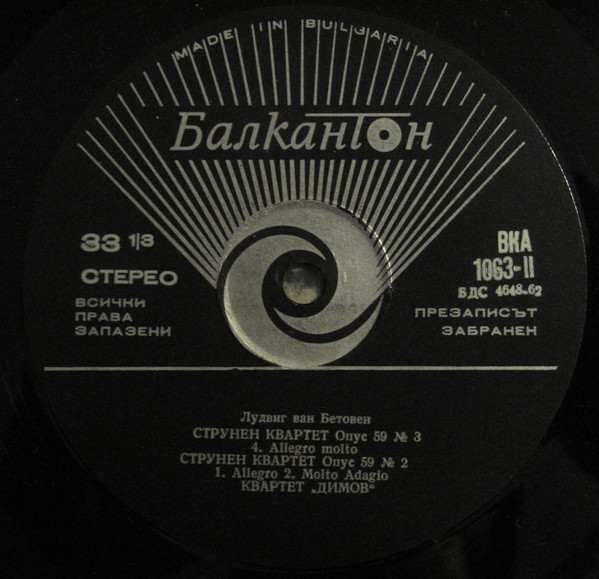 MADE IN BULGARIA
Балкантон
33 1/3
СТЕРЕО
ВСИЧКИ
ПРАВА
ЗАПАЗЕНИ
ВКА
1063-II
БДС 4648-62
ПРЕЗАПИСЪТ
ЗАБРАНЕН
Лудвиг ван Бетовен
СТРУНЕН КВАРТЕТ Опус 59 № 3
4. Allegro molto
СТРУНЕН КВАРТЕТ Опус 59 № 2
1. Allegro 2. Molto Adagio
КВАРТЕТ „ДИМОВ“